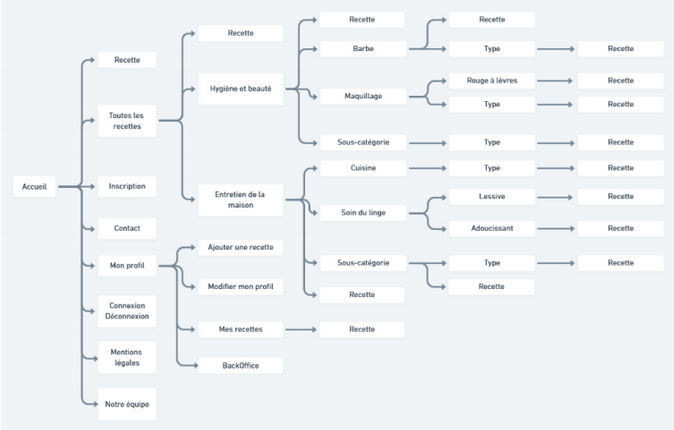 Accueil
Recette
Toutes les
recettes
Inscription
Contact
Mon profil
Connexion
Déconnexion
Mentions
légales
Notre équipe
Recette
Hygiène et beauté
Entretien de la
maison
Ajouter une recette
Modifier mon profil
Mes recettes
BackOffice
Recette
Barbe
Maquillage
Sous-catégorie
Cuisine
Soin du linge
Sous-catégorie
Recette
Recette
Recette
Type
Rouge à lèvres
Type
Type
Type
Lessive
Adoucissant
Type
Recette
Recette
Recette
Recette
Recette
Recette
Recette
Recette
Recette